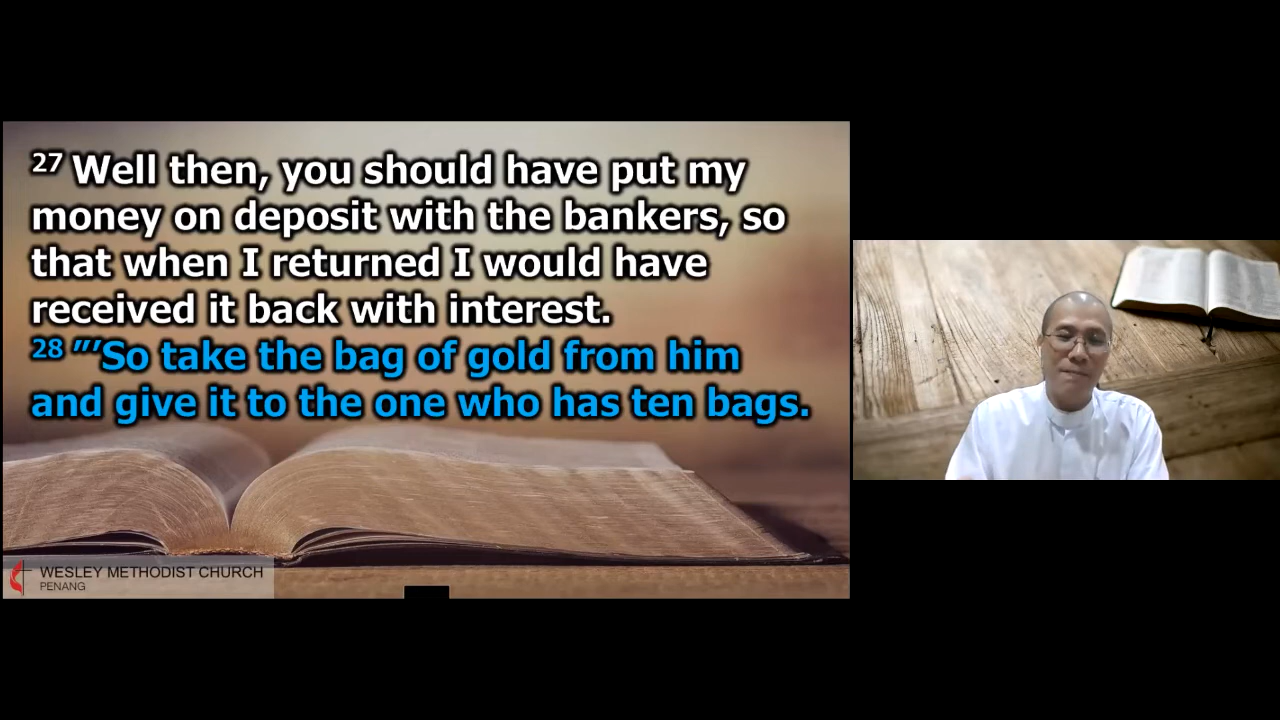 27 Well then, you should have put my
money on deposit with the bankers, so
that when I returned I would have
received it back with interest.
28 "'So take the bag of gold from him
and give it to the one who has ten bags.
WESLEY METHODIST CHURCH
PENANG